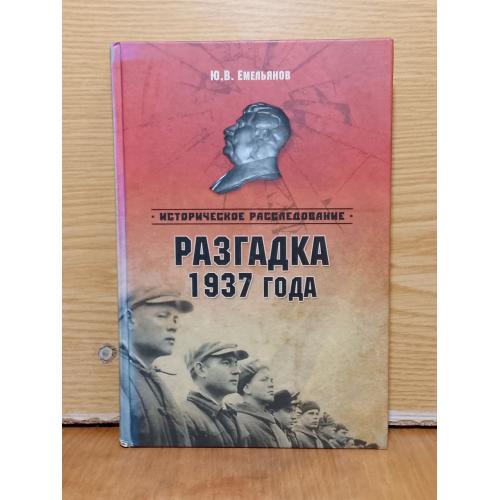 Ю.В. Емельянов
• ИСТОРИЧЕСКОЕ РАССЛЕДОВАНИЕ •
РАЗГАДКА
1937 ГОДА